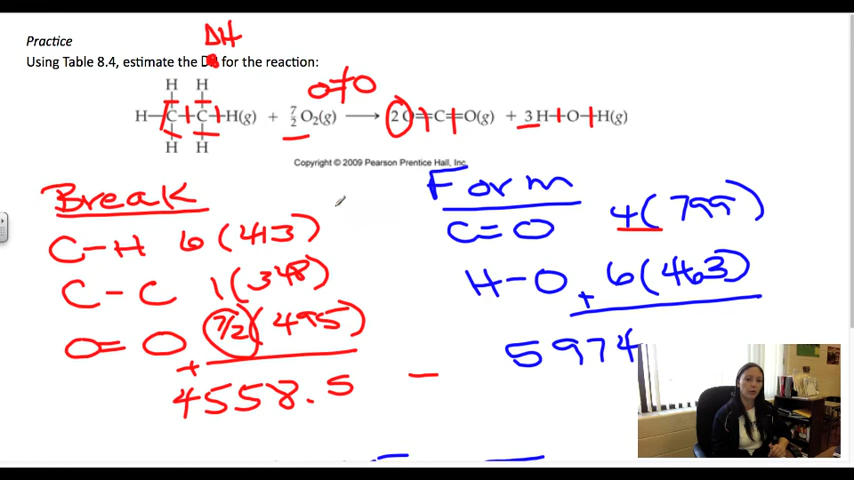 Practice
ΔH
Using Table 8.4, estimate the D for the reaction:
O=O
H H
H—C—C—H(g) + 7/2 O₂(g) ⟶ 2 O=C=O(g) + 3 H—O—H(g)
H H
Copyright © 2009 Pearson Prentice Hall, Inc.
Break
C-H 6(413)
C-C 1(348)
O=O + 7/2(495)
4558.5 –
Form
C=O 4(799)
H-O + 6(463)
5974